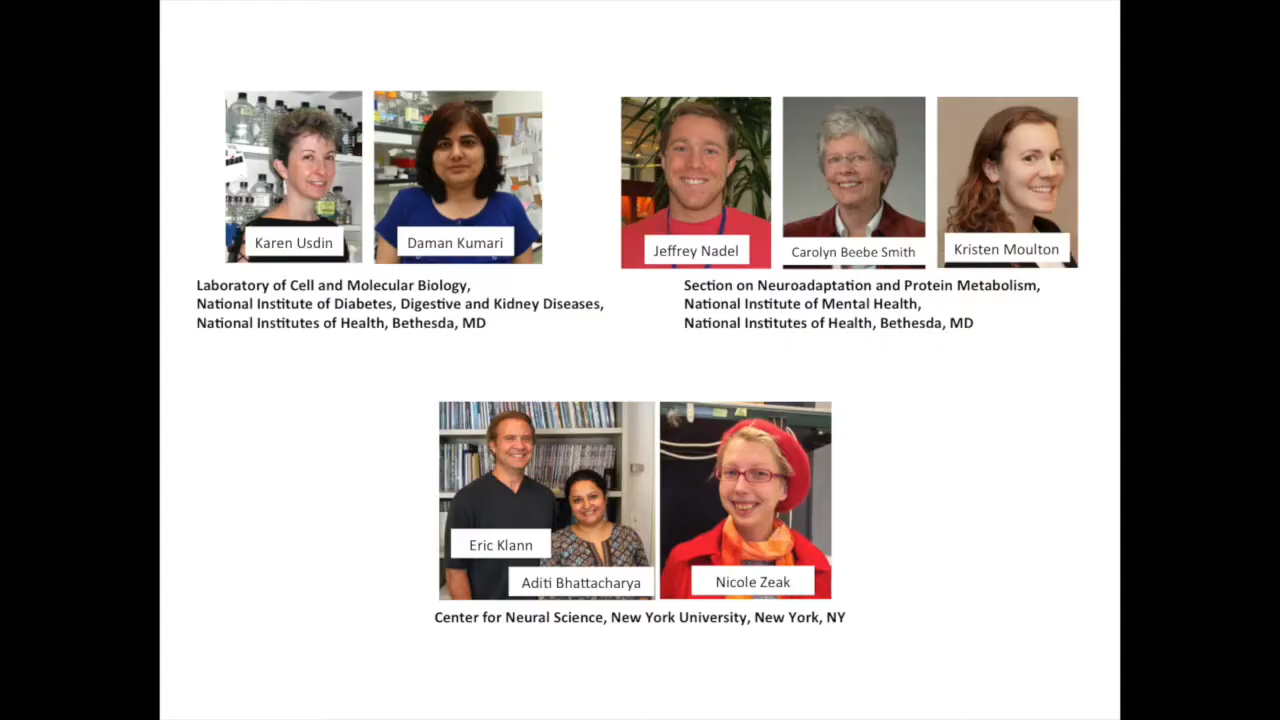 Karen Usdin
Daman Kumari
Laboratory of Cell and Molecular Biology,
National Institute of Diabetes, Digestive and Kidney Diseases,
National Institutes of Health, Bethesda, MD
Jeffrey Nadel
Carolyn Beebe Smith
Kristen Moulton
Section on Neuroadaptation and Protein Metabolism,
National Institute of Mental Health,
National Institutes of Health, Bethesda, MD
Eric Klann
Aditi Bhattacharya
Nicole Zeak
Center for Neural Science, New York University, New York, NY